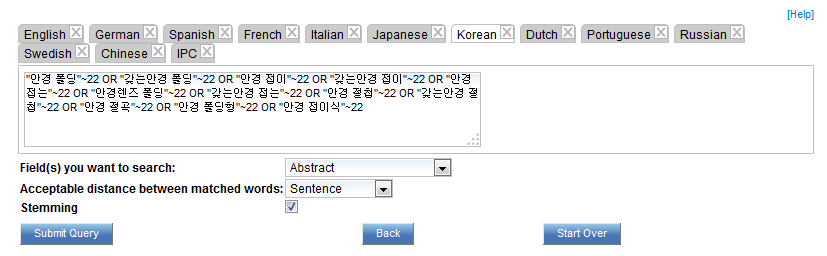 [Help]
English German Spanish French Italian Japanese Korean Dutch Portuguese Russian
Swedish Chinese IPC
"안경 폴딩"~22 OR "갖는안경 폴딩"~22 OR "안경 접이"~22 OR "갖는안경 접이"~22 OR "안경
접는"~22 OR "안경렌즈 폴딩"~22 OR "갖는안경 접는"~22 OR "안경 절첩"~22 OR "갖는안경 절
첩"~22 OR "안경 절곡"~22 OR "안경 폴딩형"~22 OR "안경 접이식"~22
Field(s) you want to search: Abstract
Acceptable distance between matched words: Sentence
Stemming
Submit Query Back Start Over